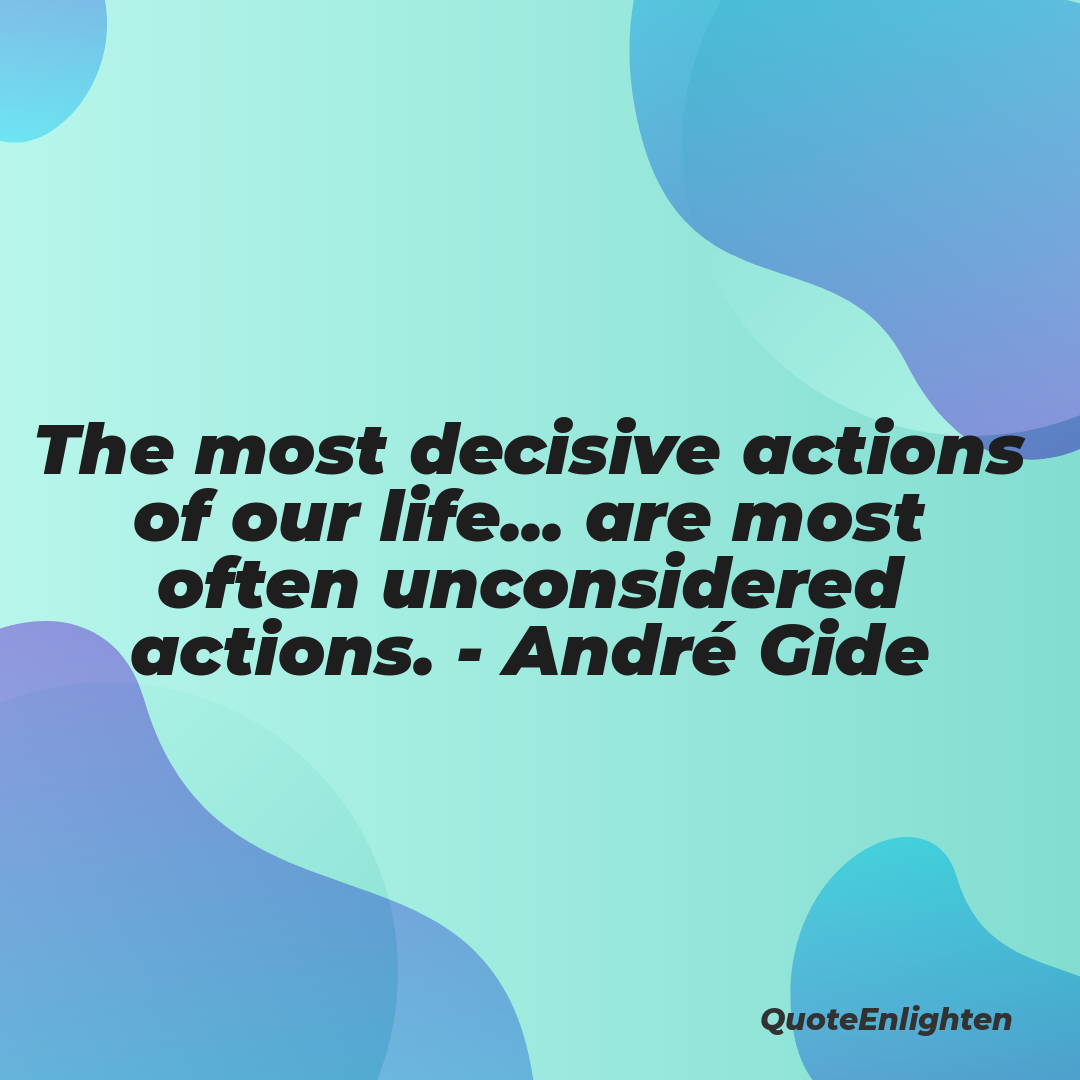 The most decisive actions
of our life... are most
often unconsidered
actions. - André Gide
QuoteEnlighten